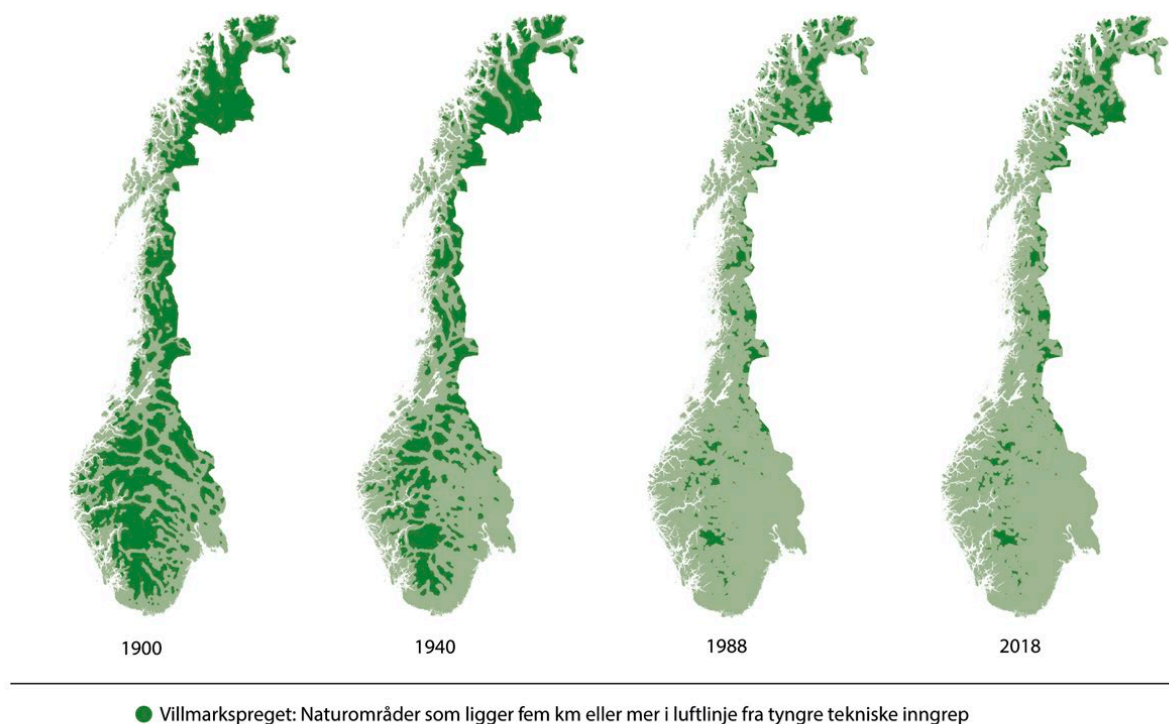 1900
1940
1988
2018
Villmarkspreget: Naturområder som ligger fem km eller mer i luftlinje fra tyngre tekniske inngrep